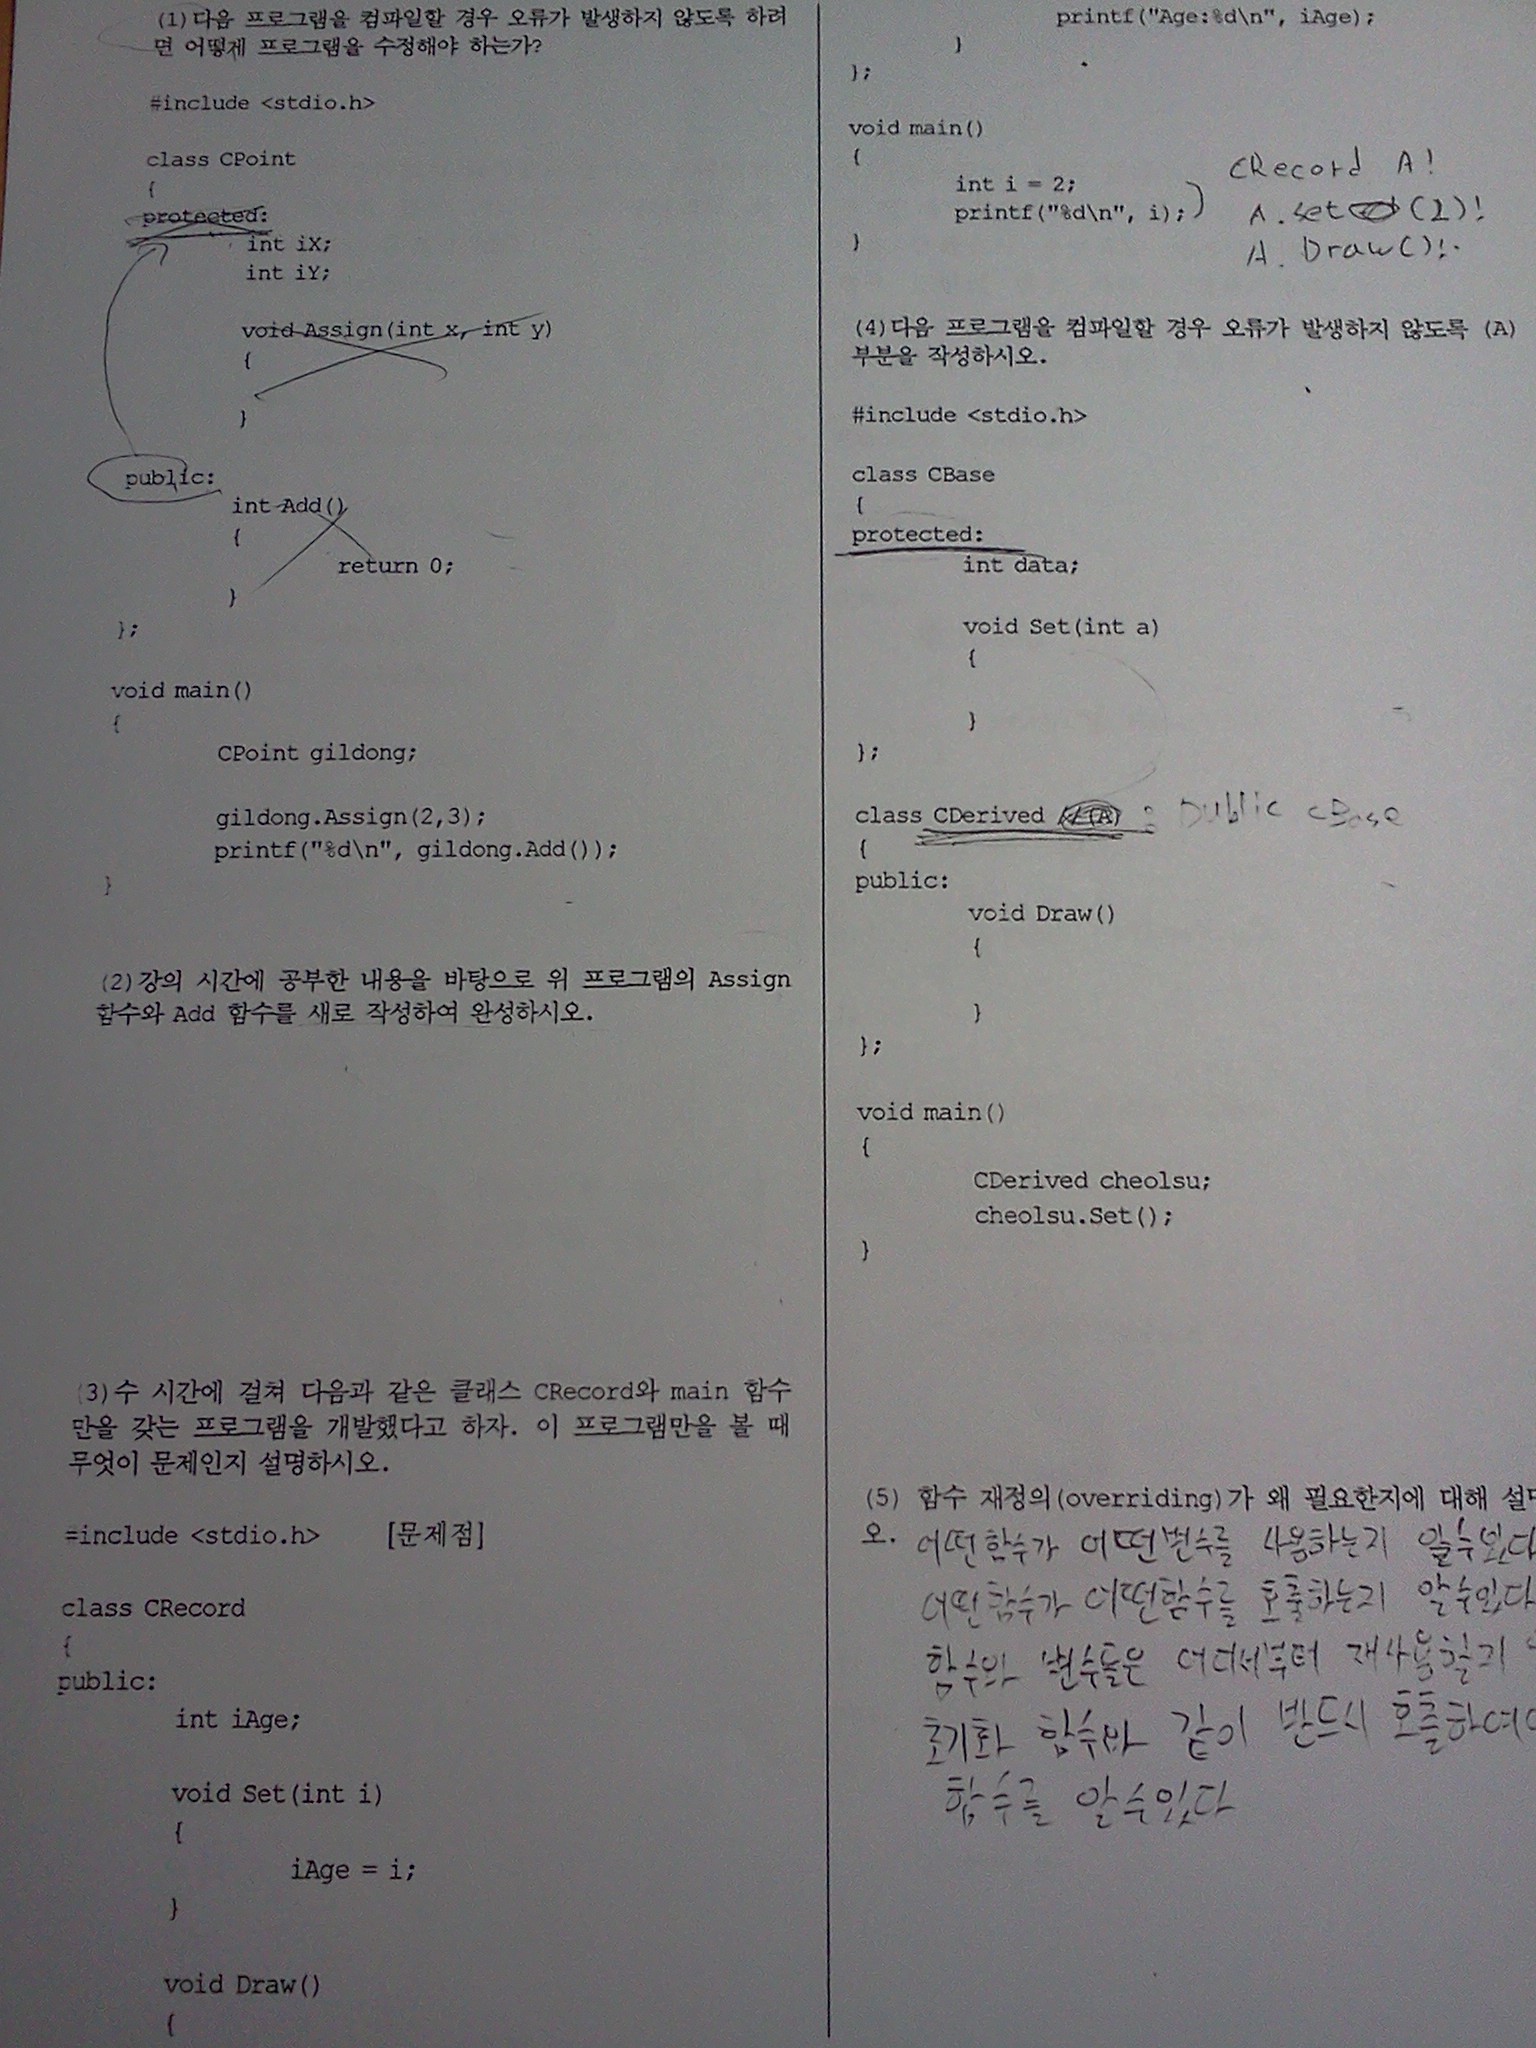 (1)다음 프로그램을 컴파일할 경우 오류가 발생하지 않도록 하려
면 어떻게 프로그램을 수정해야 하는가?
#include <stdio.h>
class CPoint
{
protected:
int iX;
int iY;
void Assign(int x, int y)
{
}
public:
int Add()
{
return 0;
}
};
void main()
{
CPoint gildong;
gildong.Assign(2,3);
printf("%d\n", gildong.Add());
}
(2)강의 시간에 공부한 내용을 바탕으로 위 프로그램의 Assign
함수와 Add 함수를 새로 작성하여 완성하시오.
(3)수 시간에 걸쳐 다음과 같은 클래스 CRecord와 main 함수
만을 갖는 프로그램을 개발했다고 하자. 이 프로그램만을 볼 때
무엇이 문제인지 설명하시오.
#include <stdio.h> [문제점]
class CRecord
{
public:
int iAge;
void Set(int i)
{
iAge = i;
}
void Draw()
{
printf("Age:%d\n", iAge);
}
};
void main()
{
int i = 2;
printf("%d\n", i);
}
CRecord A!
A.Set (2)!
A. Draw()!
(4)다음 프로그램을 컴파일할 경우 오류가 발생하지 않도록 (A)
부분을 작성하시오.
#include <stdio.h>
class CBase
{
protected:
int data;
void Set(int a)
{
}
};
class CDerived //(A) : Public CBase
{
public:
void Draw()
{
}
};
void main()
{
CDerived cheolsu;
cheolsu.Set();
}
(5) 함수 재정의(overriding)가 왜 필요한지에 대해 설명
오. 어떤함수가 어떤변수를 사용하는지 알수있다
어떤함수가 어떤함수를 호출하는지 알수있다
함수와 변수들은 어디서부터 재사용할지
초기화 함수와 같이 반드시 호출하여야
함수를 알수있다